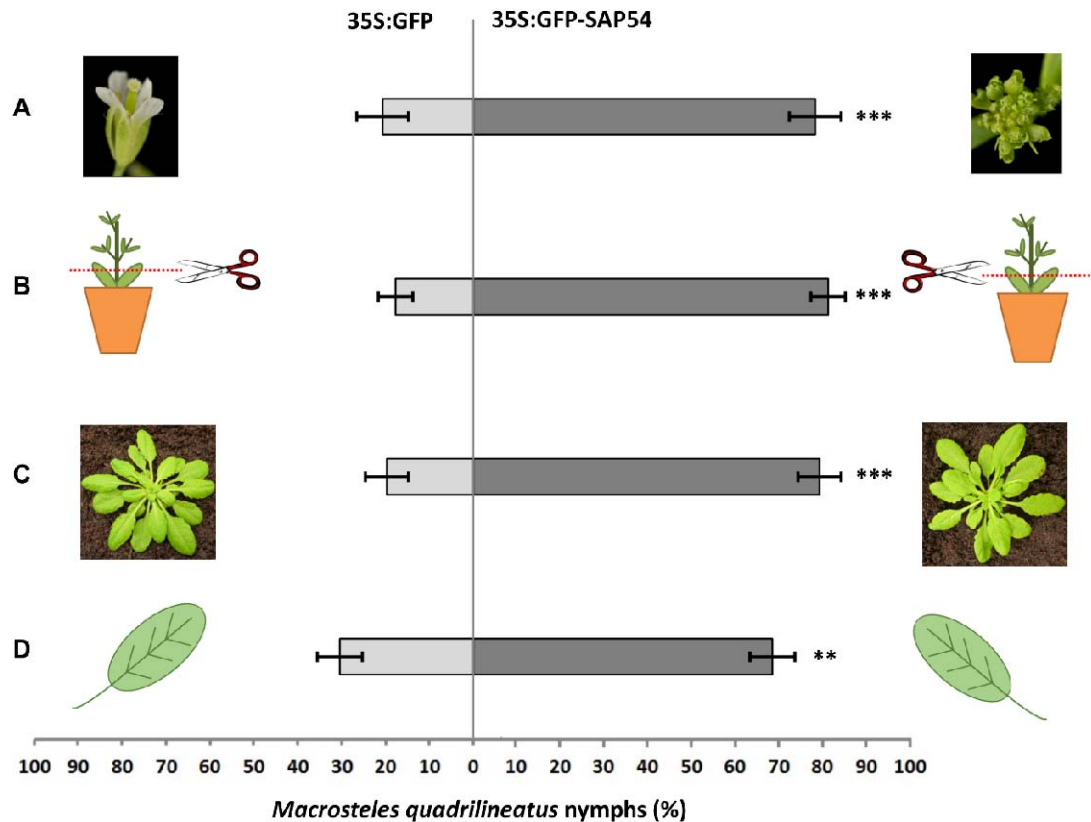 35S:GFP 35S:GFP-SAP54
A ***
B ***
C ***
D **
100 90 80 70 60 50 40 30 20 10 0 10 20 30 40 50 60 70 80 90 100
Macrosteles quadrilineatus nymphs (%)